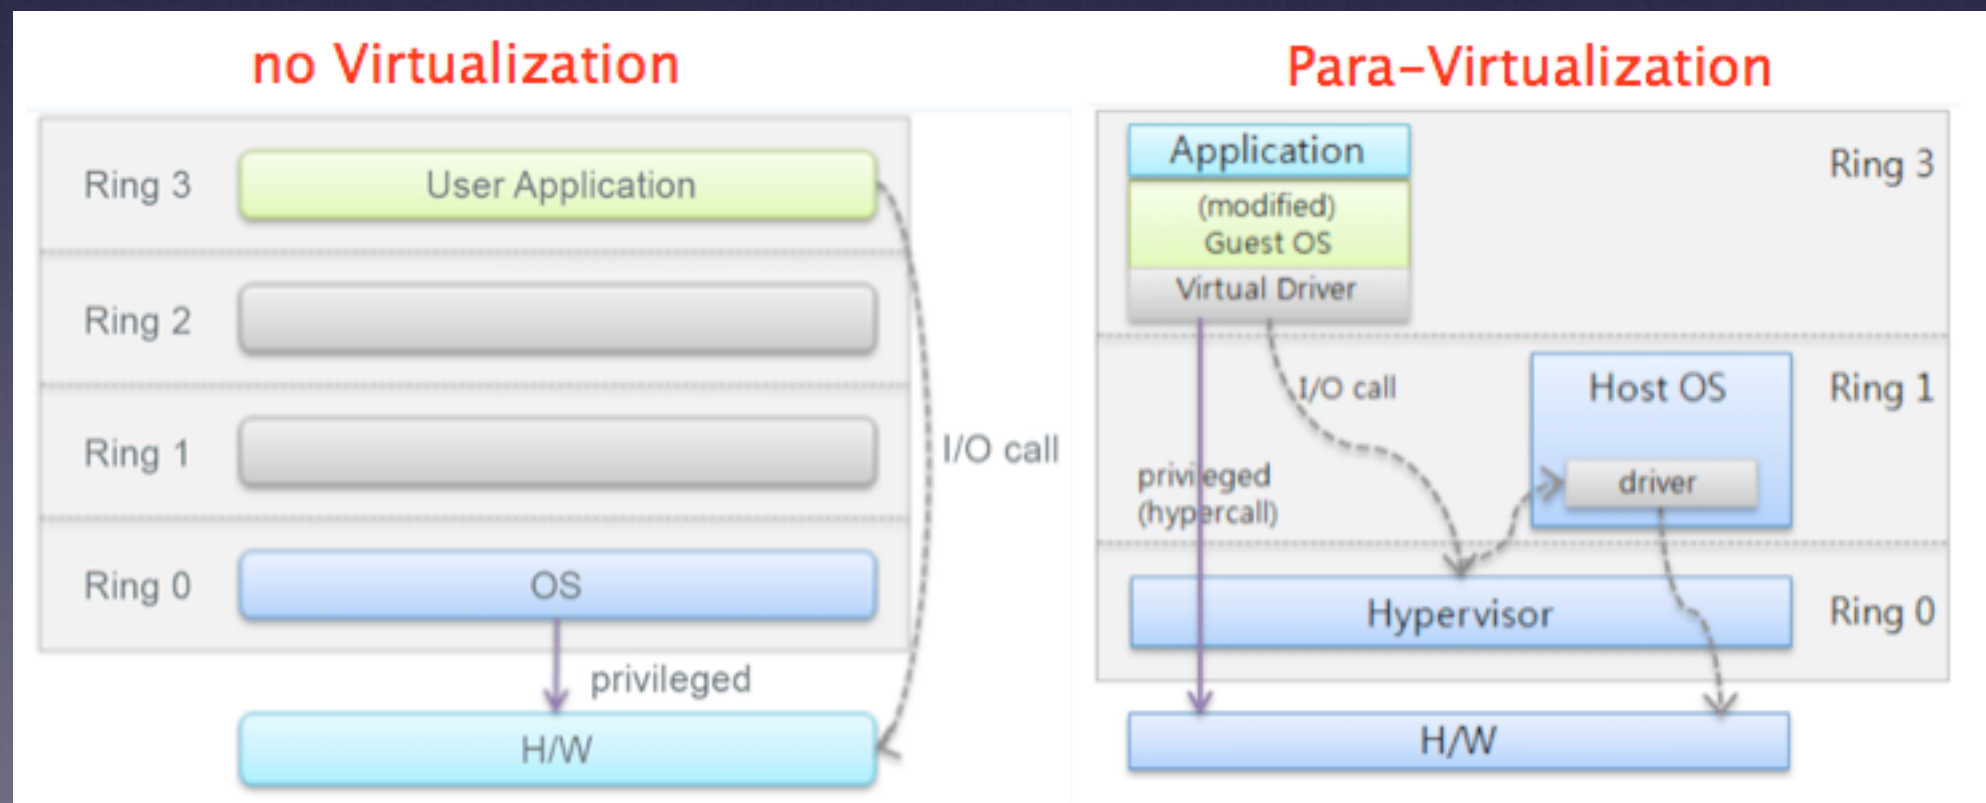 no Virtualization
Ring 3
User Application
Ring 2
Ring 1
I/O call
Ring 0
OS
privileged
H/W
Para-Virtualization
Application
Ring 3
(modified)
Guest OS
Virtual Driver
I/O call
Host OS
Ring 1
privileged
(hypercall)
driver
Hypervisor
Ring 0
H/W